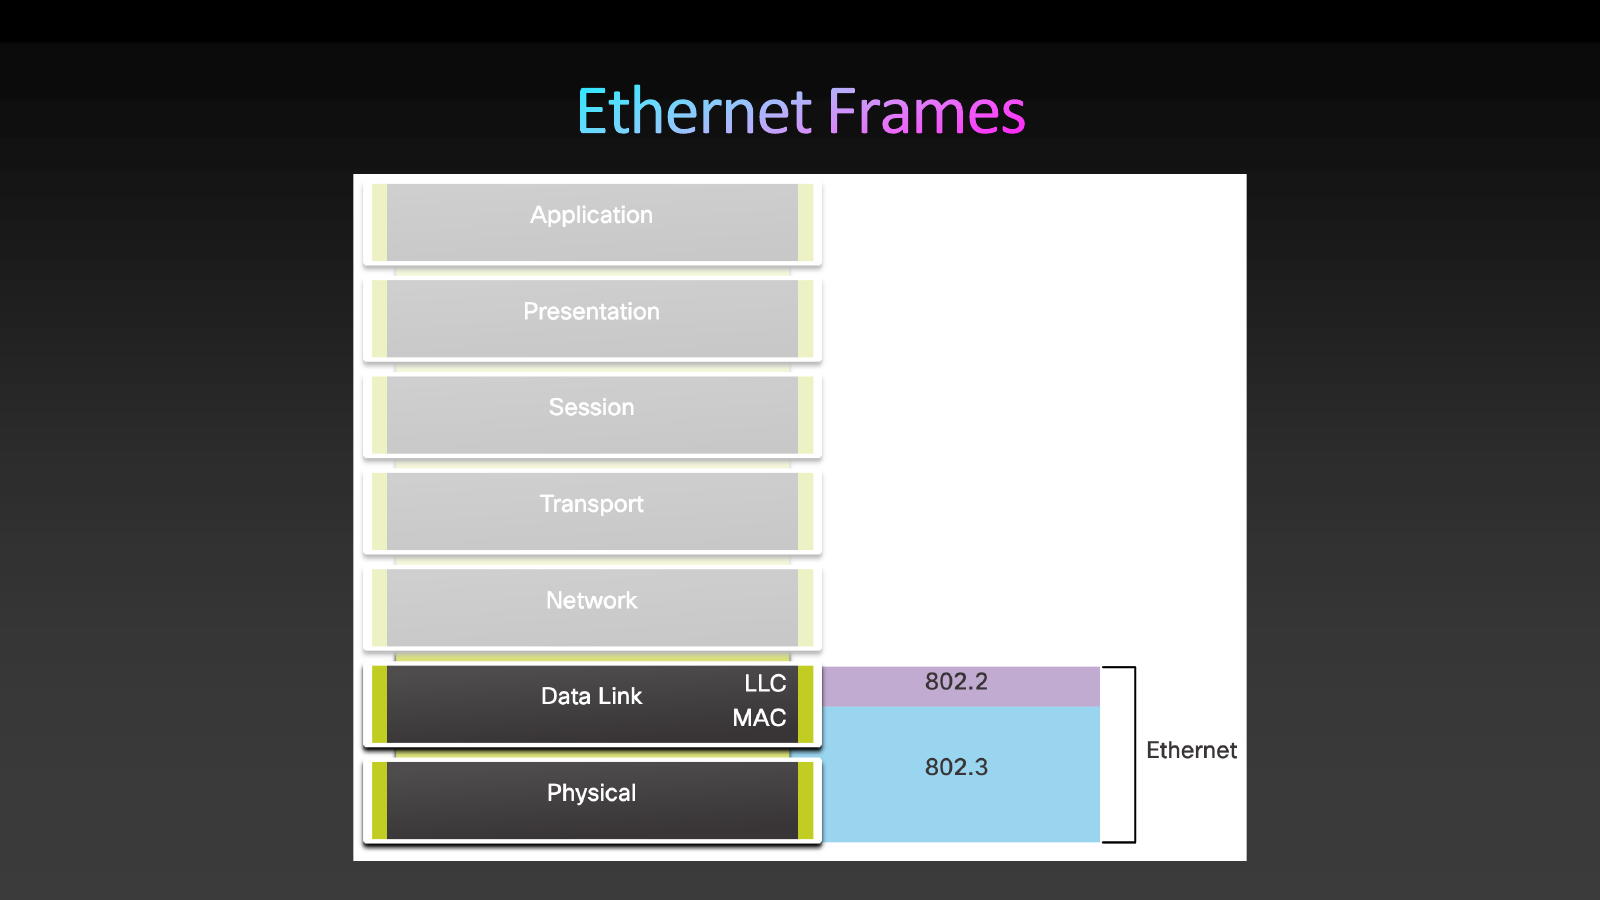 Ethernet Frames
Application
Presentation
Session
Transport
Network
Data Link
LLC
MAC
802.2
802.3
Ethernet
Physical